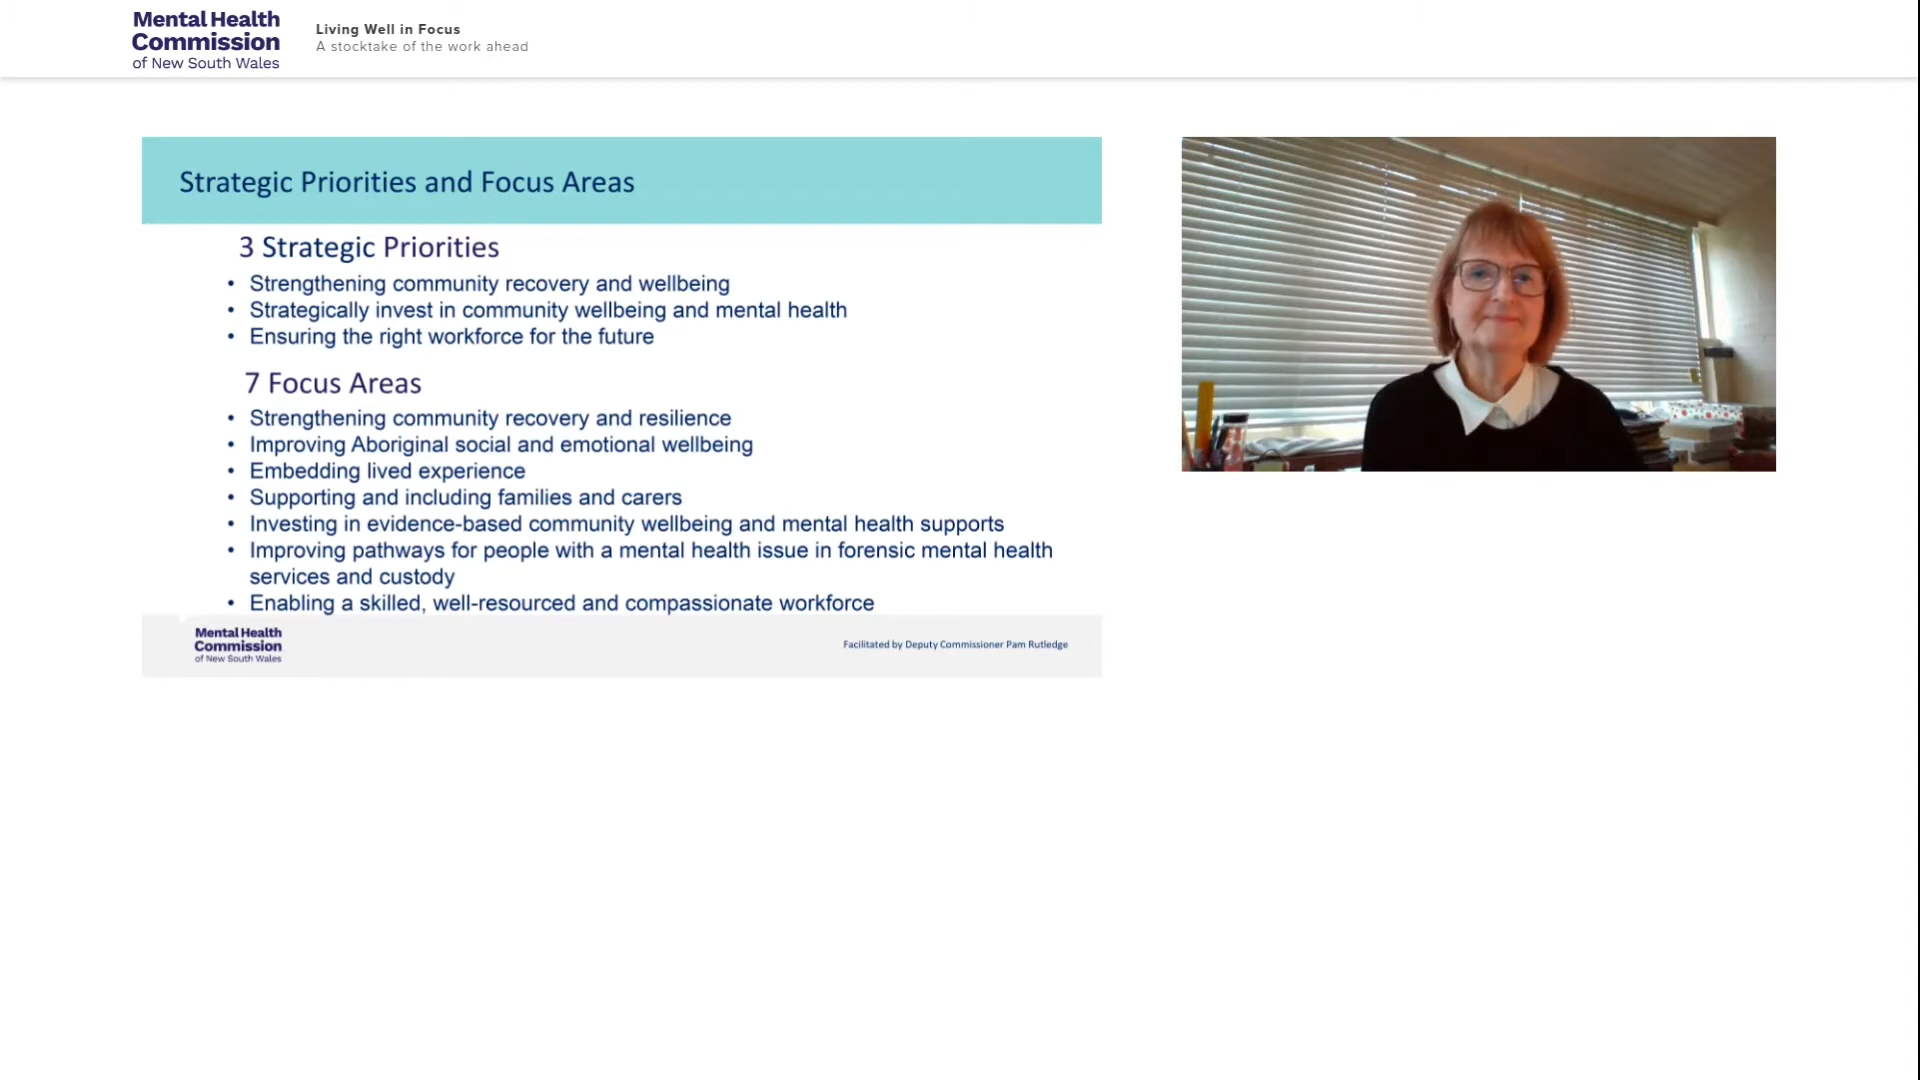 Mental Health
Commission
of New South Wales
Living Well in Focus
A stocktake of the work ahead
Strategic Priorities and Focus Areas
3 Strategic Priorities
• Strengthening community recovery and wellbeing
• Strategically invest in community wellbeing and mental health
• Ensuring the right workforce for the future
7 Focus Areas
• Strengthening community recovery and resilience
• Improving Aboriginal social and emotional wellbeing
• Embedding lived experience
• Supporting and including families and carers
• Investing in evidence-based community wellbeing and mental health supports
• Improving pathways for people with a mental health issue in forensic mental health
services and custody
• Enabling a skilled, well-resourced and compassionate workforce
Mental Health
Commission
of New South Wales
Facilitated by Deputy Commissioner Pam Rutledge